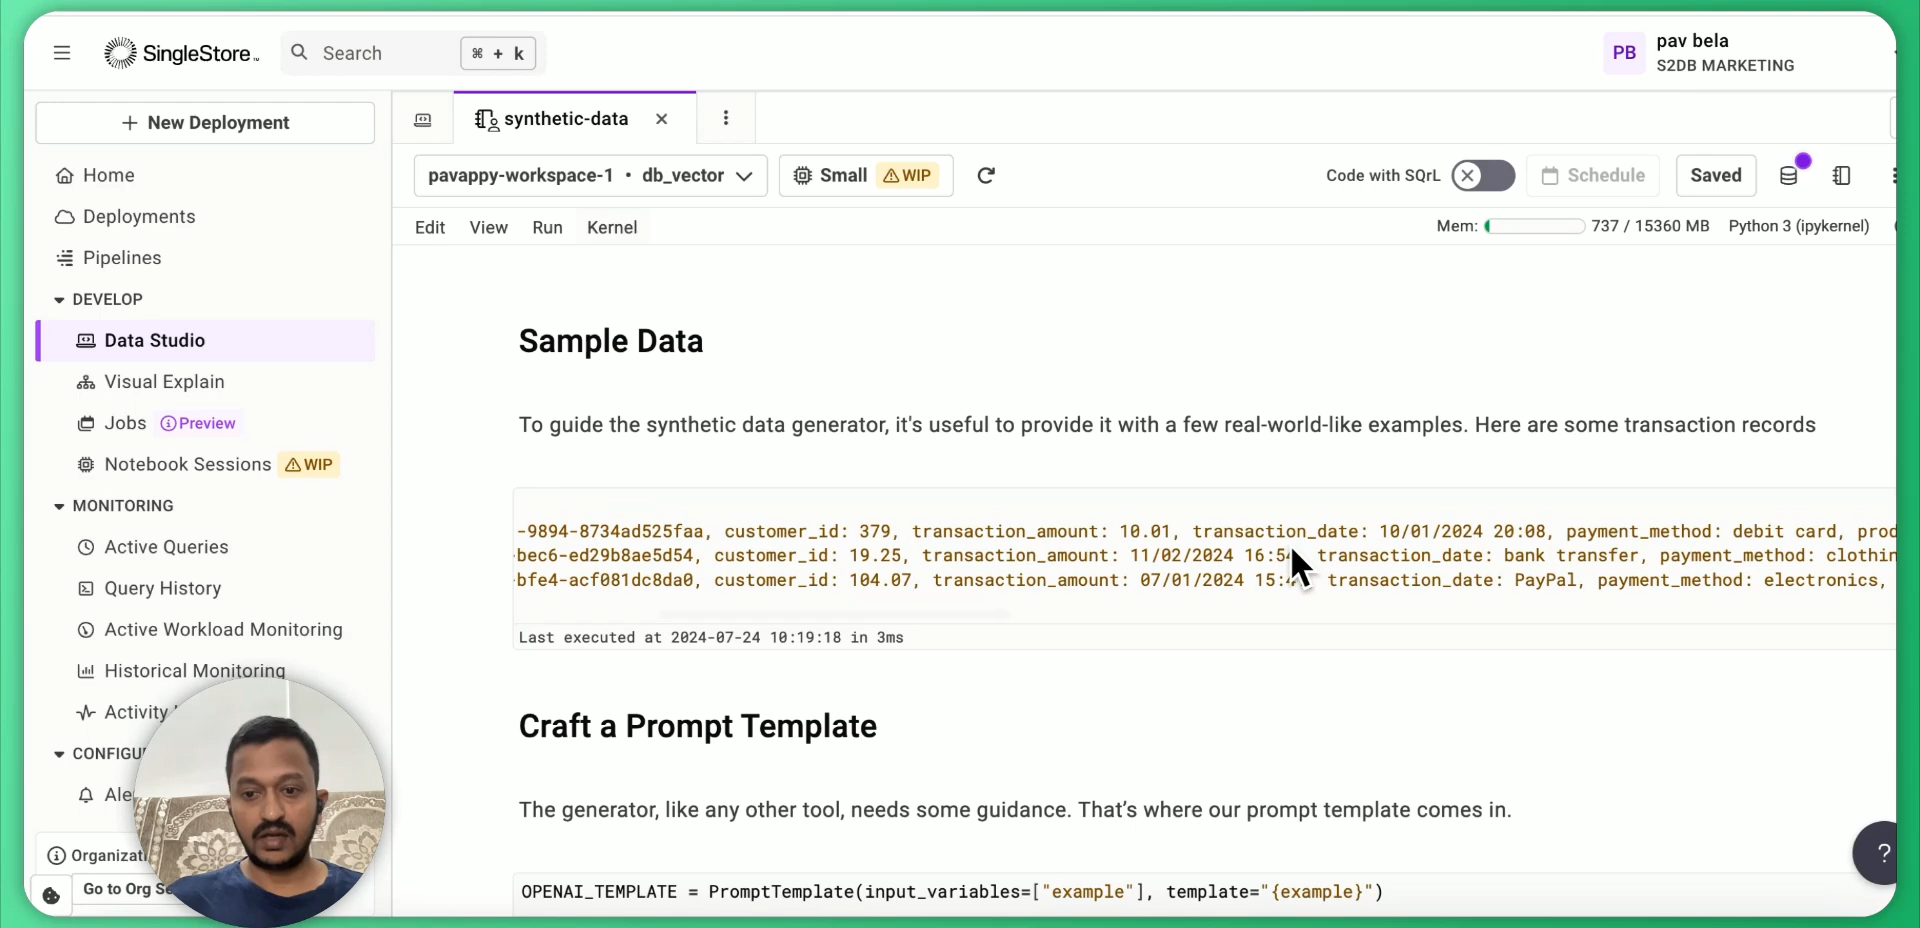 SingleStore™
Search
⌘ + k
PB
pav bela
S2DB MARKETING
New Deployment
Home
Deployments
Pipelines
DEVELOP
Data Studio
Visual Explain
Jobs Preview
Notebook Sessions WIP
MONITORING
Active Queries
Query History
Active Workload Monitoring
Historical Monitoring
Activity
synthetic-data
pavappy-workspace-1 • db_vector
Small WIP
Code with SQrL
Schedule
Saved
Edit View Run Kernel
Mem: 737 / 15360 MB Python 3 (ipykernel)
Sample Data
To guide the synthetic data generator, it's useful to provide it with a few real-world-like examples. Here are some transaction records
-9894-8734ad525faa, customer_id: 379, transaction_amount: 10.01, transaction_date: 10/01/2024 20:08, payment_method: debit card, prod
-bec6-ed29b8ae5d54, customer_id: 19.25, transaction_amount: 11/02/2024 transaction_date: bank transfer, payment_method: clothin
-bfe4-acf081dc8da0, customer_id: 104.07, transaction_amount: 07/01/2024 transaction_date: PayPal, payment_method: electronics,
Last executed at 2024-07-24 10:19:18 in 3ms
Craft a Prompt Template
The generator, like any other tool, needs some guidance. That’s where our prompt template comes in.
OPENAI_TEMPLATE = PromptTemplate(input_variables=["example"], template="{example}")
Go to Org
?